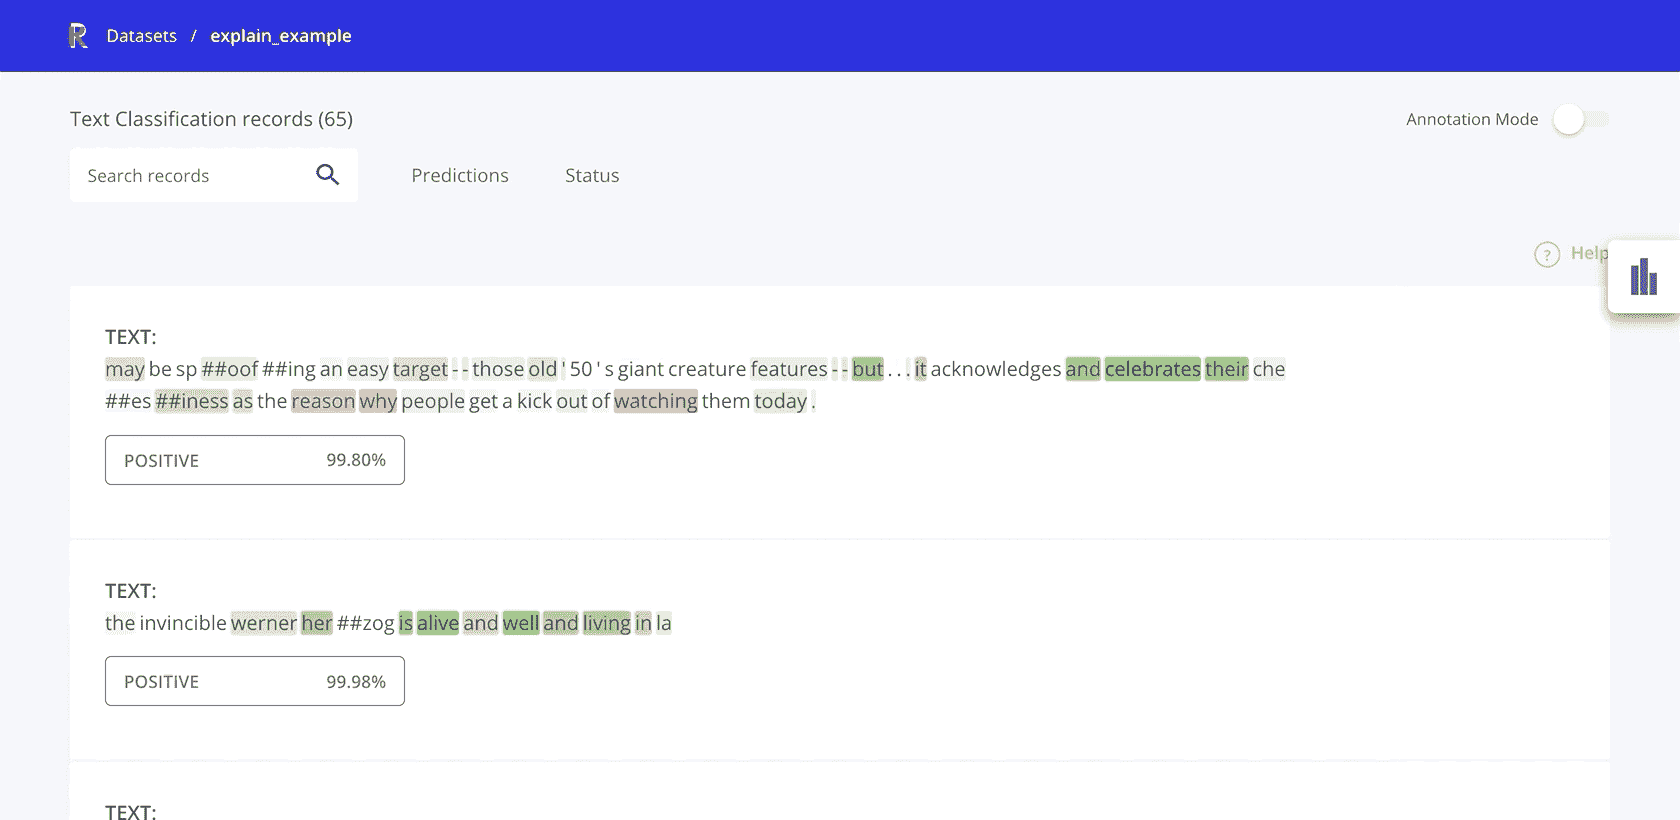 R Datasets / explain_example
Text Classification records (65)
Annotation Mode
Search records
Predictions
Status
? Help
TEXT:
may be sp ##oof ##ing an easy target - - those old ' 50 ' s giant creature features - - but . . . it acknowledges and celebrates their che
##es ##iness as the reason why people get a kick out of watching them today .
POSITIVE 99.80%
TEXT:
the invincible werner her ##zog is alive and well and living in la
POSITIVE 99.98%
TEXT: